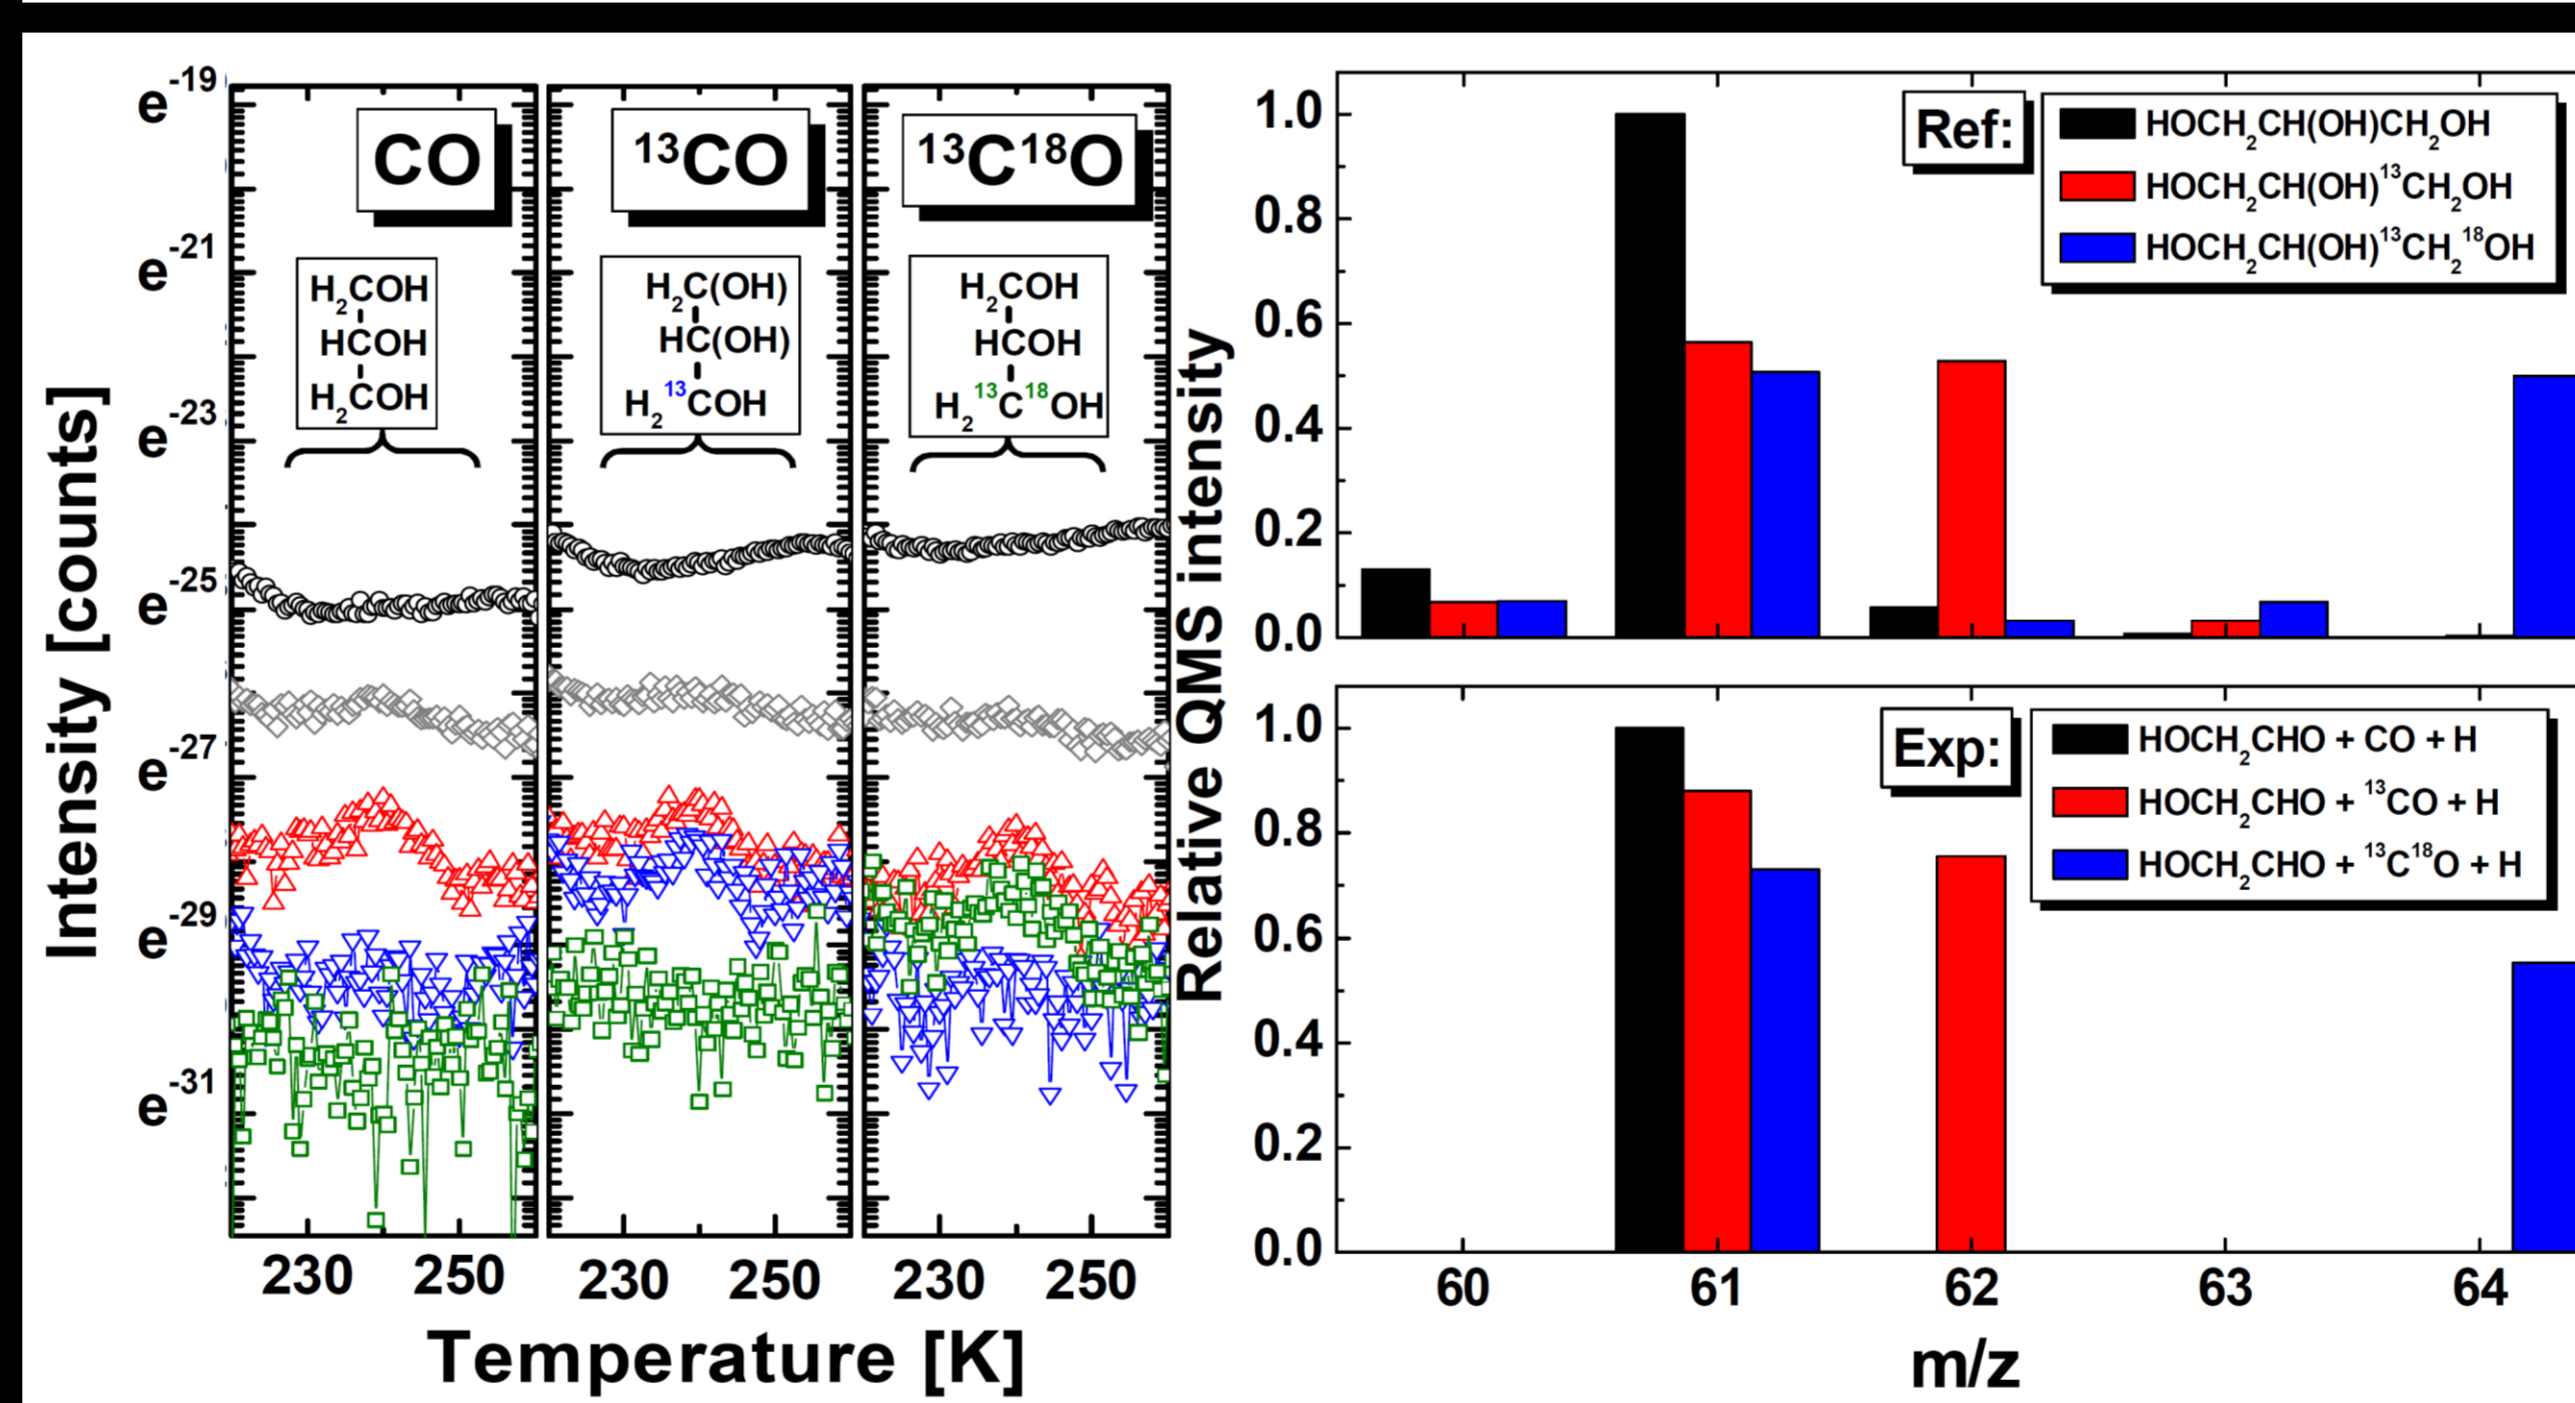 Intensity [counts]
e⁻¹⁹
e⁻²¹
e⁻²³
e⁻²⁵
e⁻²⁷
e⁻²⁹
e⁻³¹
CO
H₂COH
HCOH
H₂COH
¹³CO
H₂C(OH)
HC(OH)
H₂¹³COH
¹³C¹⁸O
H₂COH
HCOH
H₂¹³C¹⁸OH
230 250 230 250 230 250
Temperature [K]
Relative QMS intensity
1.0
0.8
0.6
0.4
0.2
0.0
Ref:
HOCH₂CH(OH)CH₂OH
HOCH₂CH(OH)¹³CH₂OH
HOCH₂CH(OH)¹³CH₂¹⁸OH
1.0
0.8
0.6
0.4
0.2
0.0
Exp:
HOCH₂CHO + CO + H
HOCH₂CHO + ¹³CO + H
HOCH₂CHO + ¹³C¹⁸O + H
60 61 62 63 64
m/z